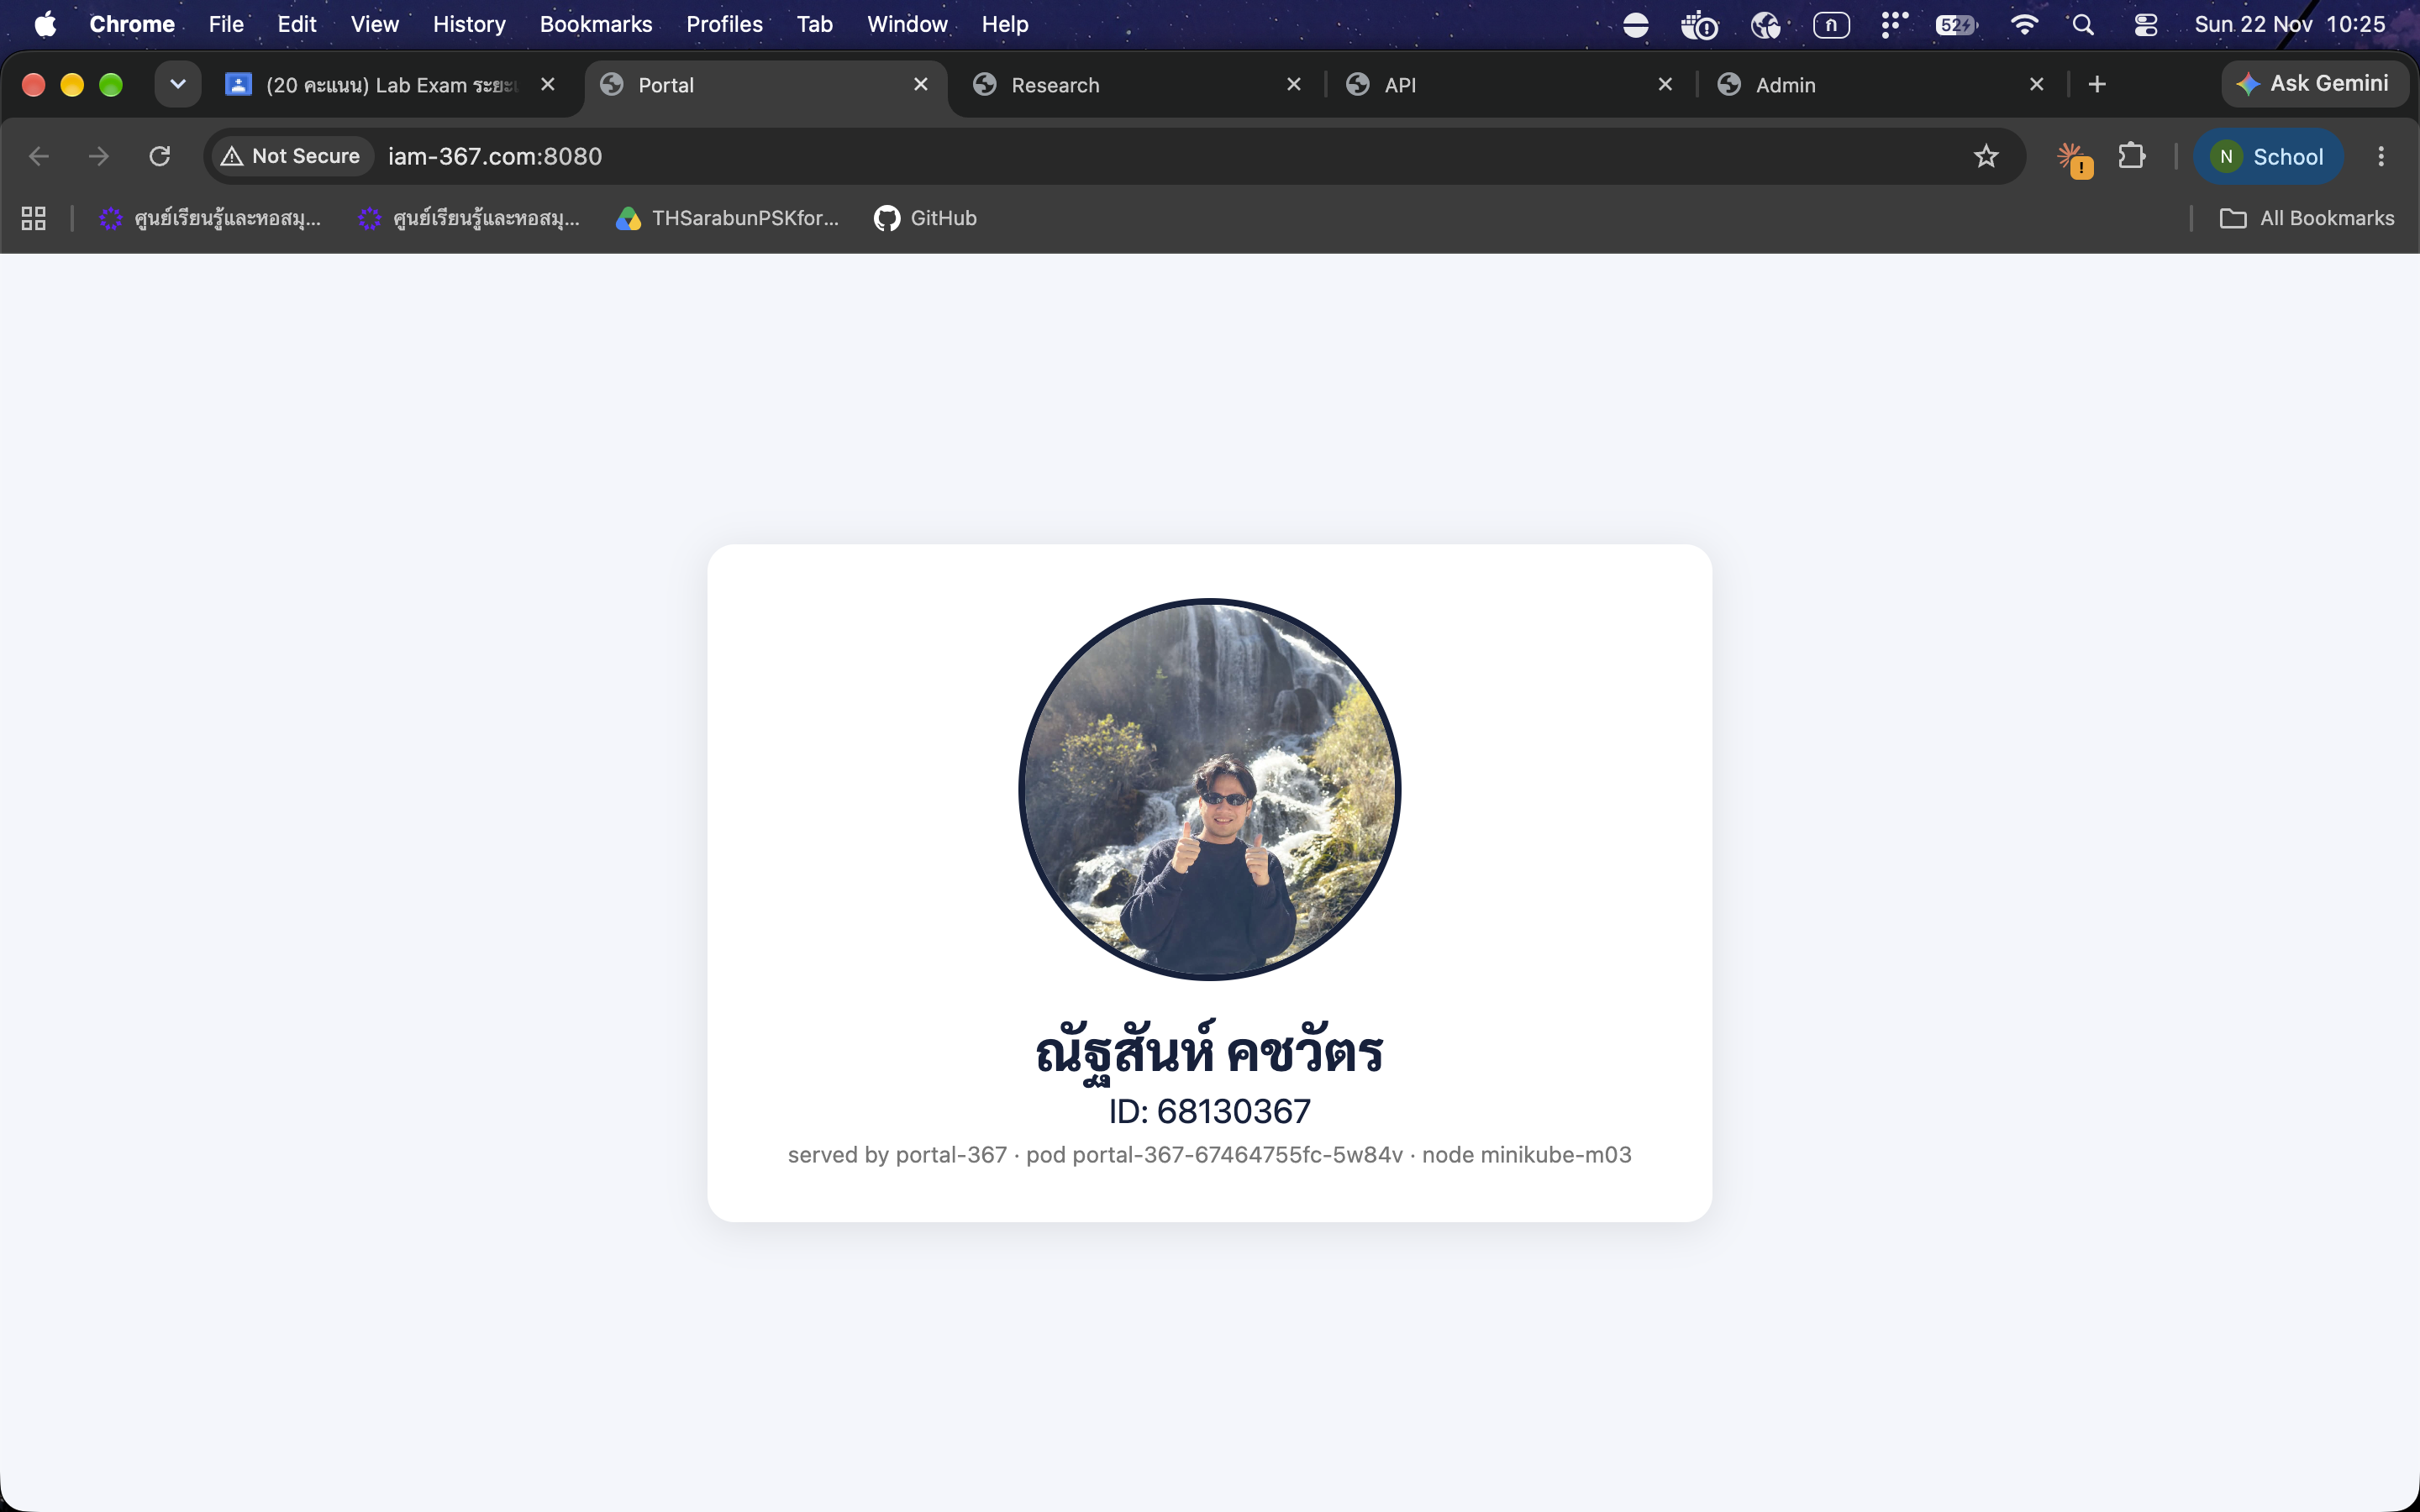 Chrome File Edit View History Bookmarks Profiles Tab Window Help ก 52 Sun 22 Nov 10:25
(20 คะแนน) Lab Exam Portal Research API Admin Ask Gemini
Not Secure iam-367.com:8080 N School
ศูนย์เรียนรู้และหอสมุ... ศูนย์เรียนรู้และหอสมุ... THSarabunPSKfor... GitHub All Bookmarks
ณัฐสันห์ คชวัตร
ID: 68130367
served by portal-367 · pod portal-367-67464755fc-5w84v · node minikube-m03